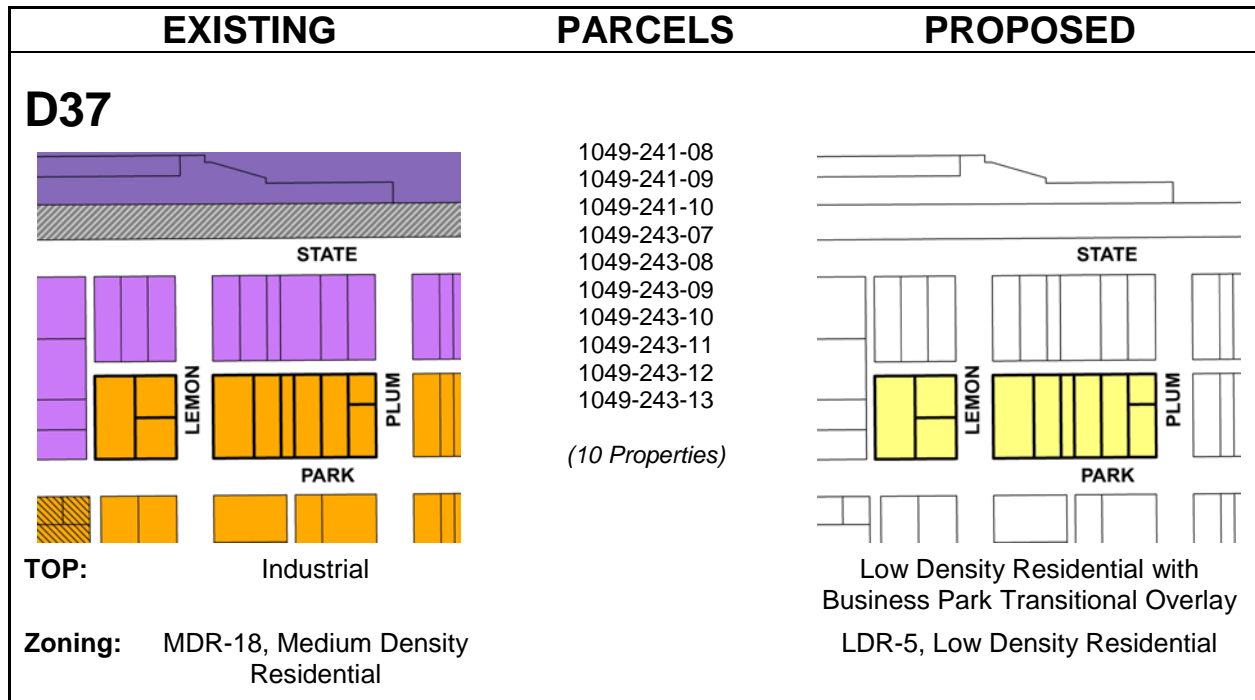 EXISTING PARCELS PROPOSED
D37
STATE
LEMON
PLUM
PARK
1049-241-08
1049-241-09
1049-241-10
1049-243-07
1049-243-08
1049-243-09
1049-243-10
1049-243-11
1049-243-12
1049-243-13
(10 Properties)
STATE
LEMON
PLUM
PARK
TOP: Industrial
Low Density Residential with
Business Park Transitional Overlay
Zoning: MDR-18, Medium Density
Residential
LDR-5, Low Density Residential